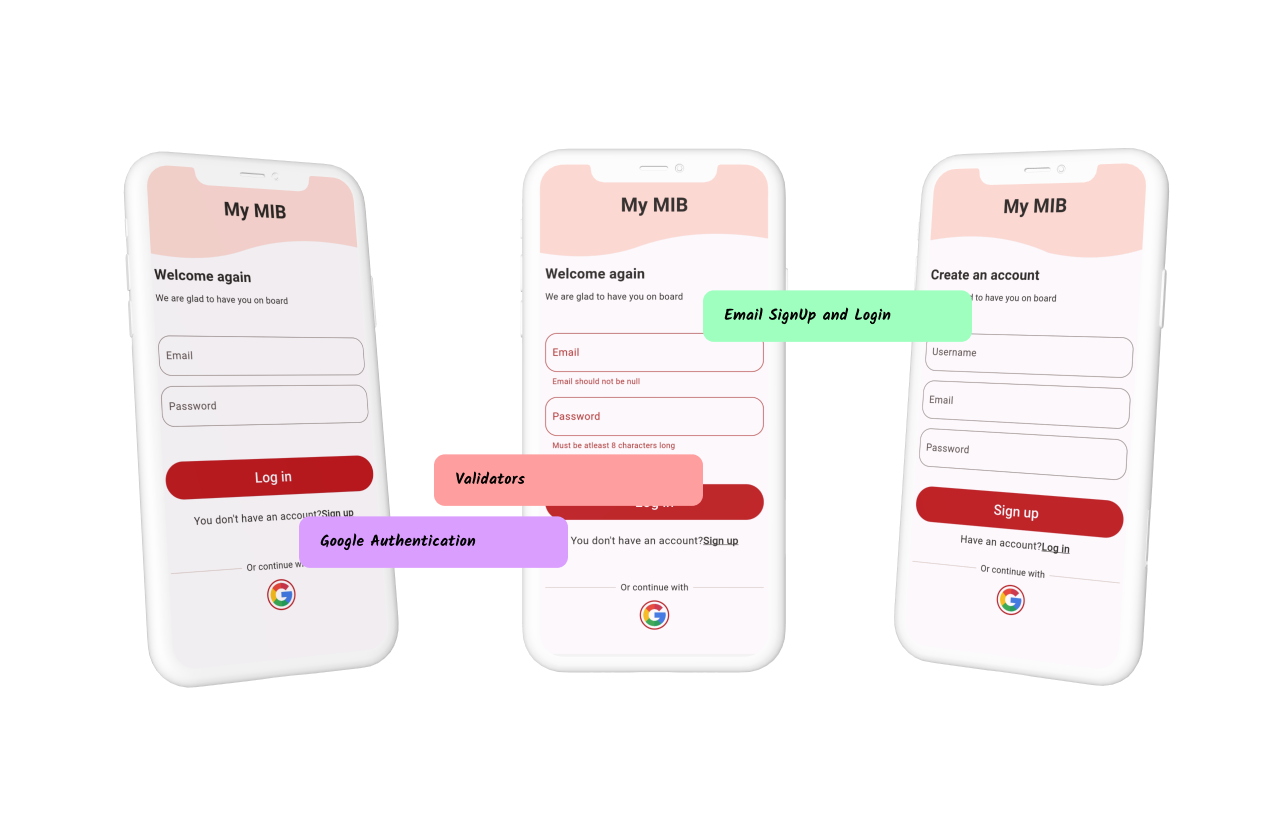 My MIB
Welcome again
We are glad to have you on board
Email
Password
Log in
You don't have an account?Sign up
Or continue
My MIB
Welcome again
We are glad to have you on board
Email
Email should not be null
Password
Must be atleast 8 characters long
Log in
You don't have an account?Sign up
Or continue with
My MIB
Create an account
to have you on board
Username
Email
Password
Sign up
Have an account?Log in
Or continue with
Email SignUp and Login
Validators
Google Authentication